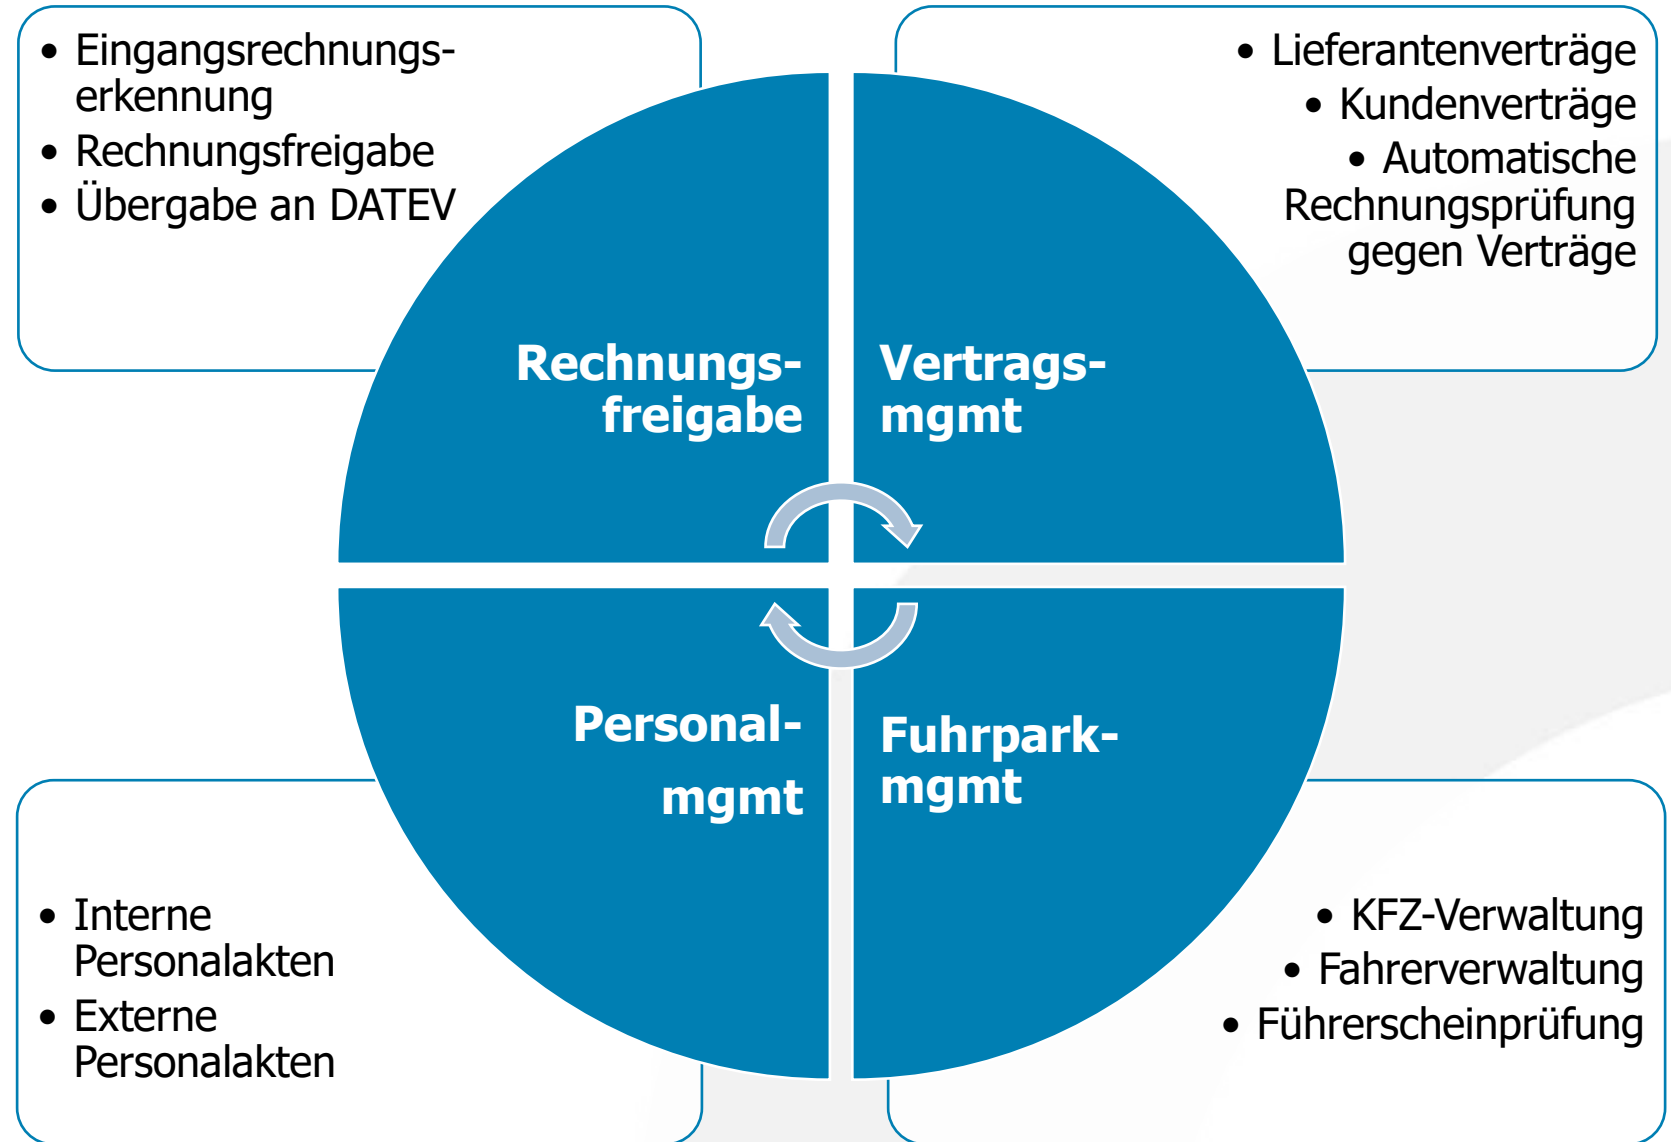 • Eingangsrechnungs-
erkennung
• Rechnungsfreigabe
• Übergabe an DATEV
• Lieferantenverträge
• Kundenverträge
• Automatische
Rechnungsprüfung
gegen Verträge
Rechnungs-
freigabe
Vertrags-
mgmt
Personal-
mgmt
Fuhrpark-
mgmt
• Interne
Personalakten
• Externe
Personalakten
• KFZ-Verwaltung
• Fahrerverwaltung
• Führerscheinprüfung